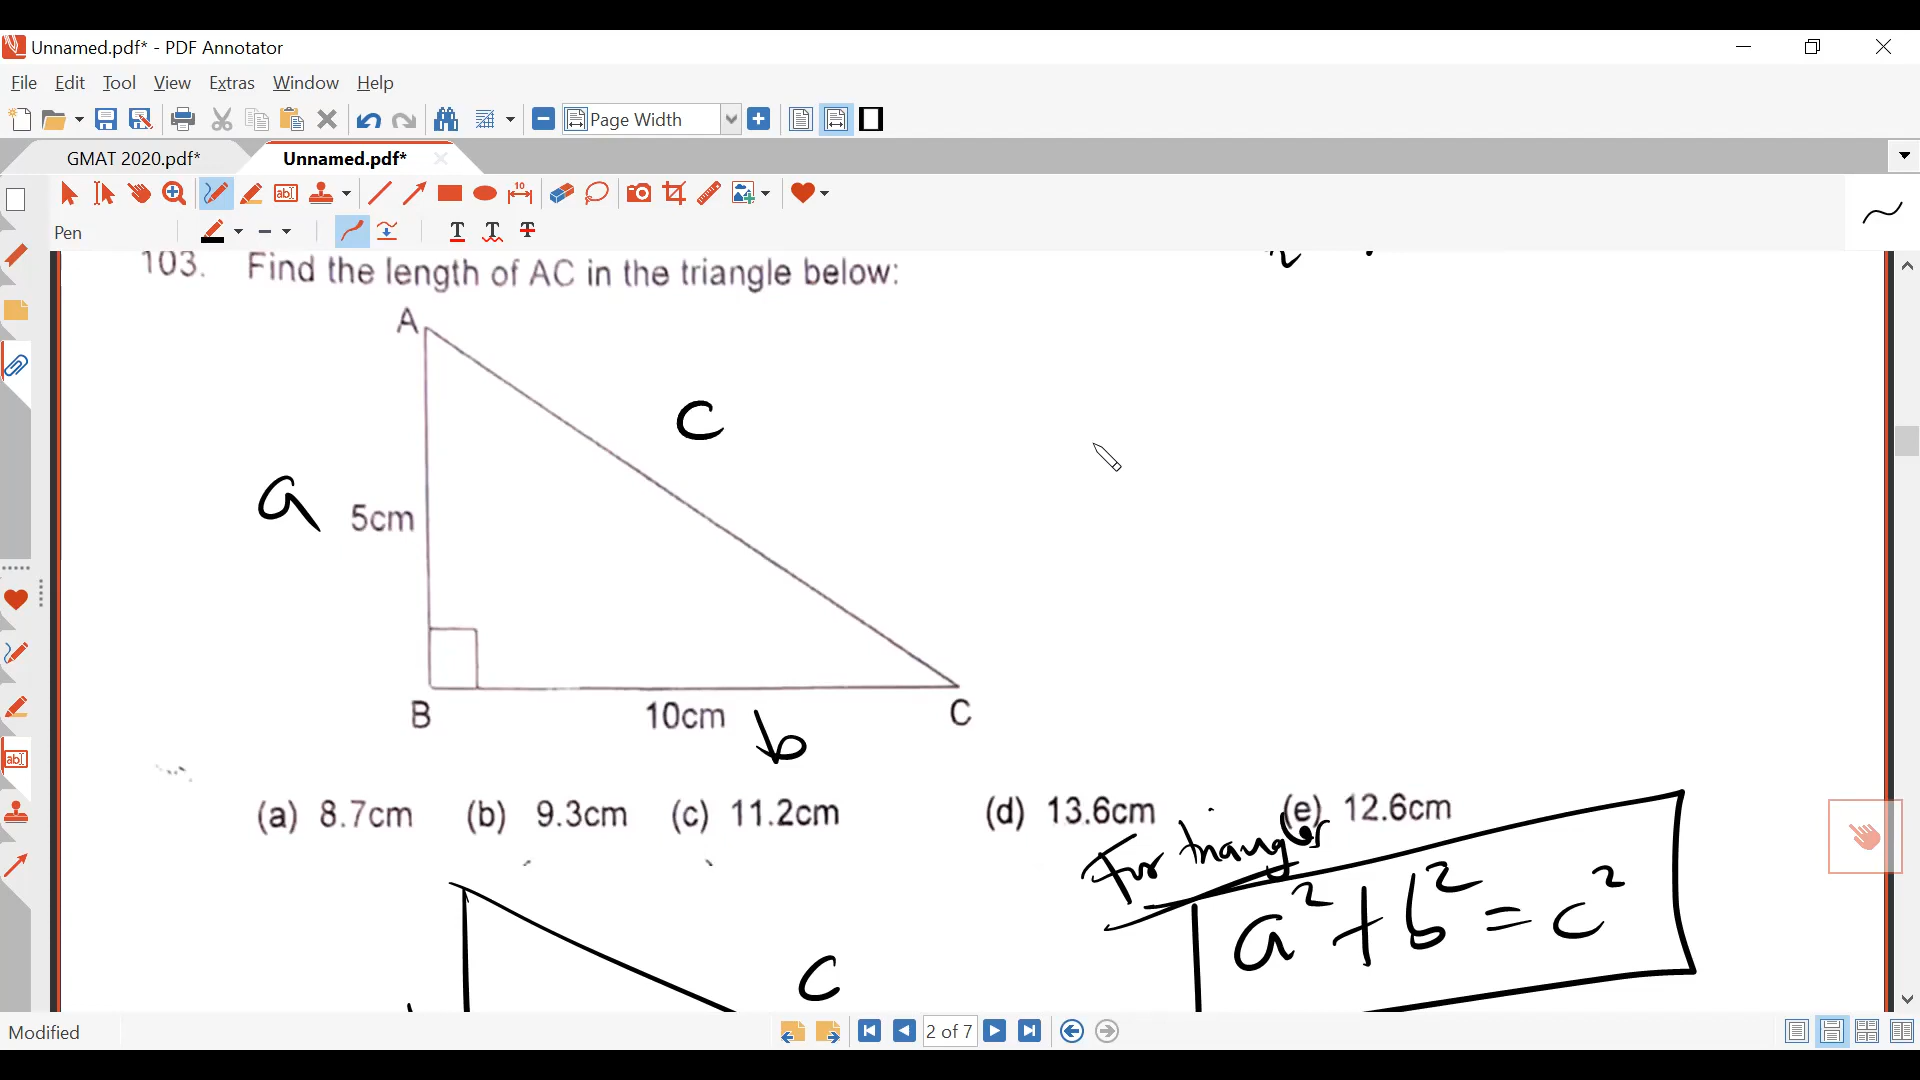 Unnamed.pdf* - PDF Annotator
File Edit Tool View Extras Window Help
Page Width
GMAT 2020.pdf*
Unnamed.pdf*
Pen
103. Find the length of AC in the triangle below:
A
c
a 5cm
B 10cm b C
(a) 8.7cm (b) 9.3cm (c) 11.2cm (d) 13.6cm (e) 12.6cm
For triangles
a² + b² = c²
c
Modified
2 of 7